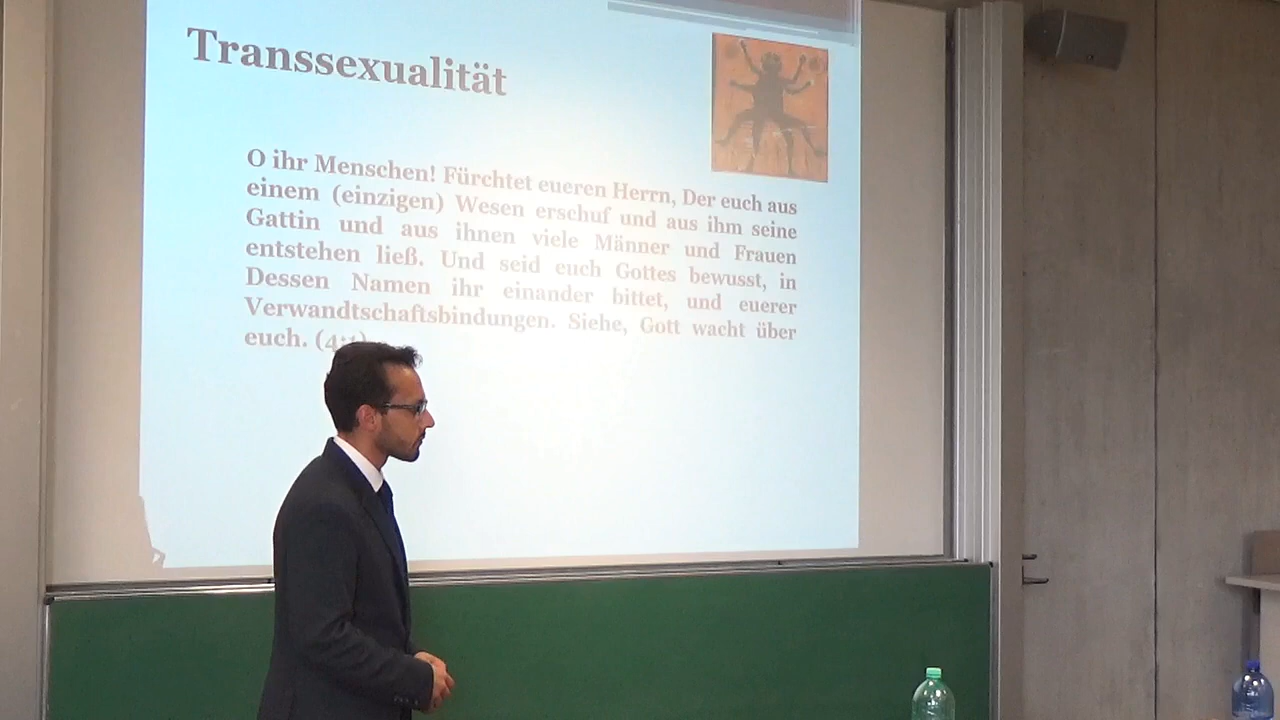 Transsexualität
O ihr Menschen! Fürchtet eueren Herrn, Der euch aus
einem (einzigen) Wesen erschuf und aus ihm seine
Gattin und aus ihnen viele Männer und Frauen
entstehen ließ. Und seid euch Gottes bewusst, in
Dessen Namen ihr einander bittet, und euerer
Verwandtschaftsbindungen. Siehe, Gott wacht über
euch. (4:1)